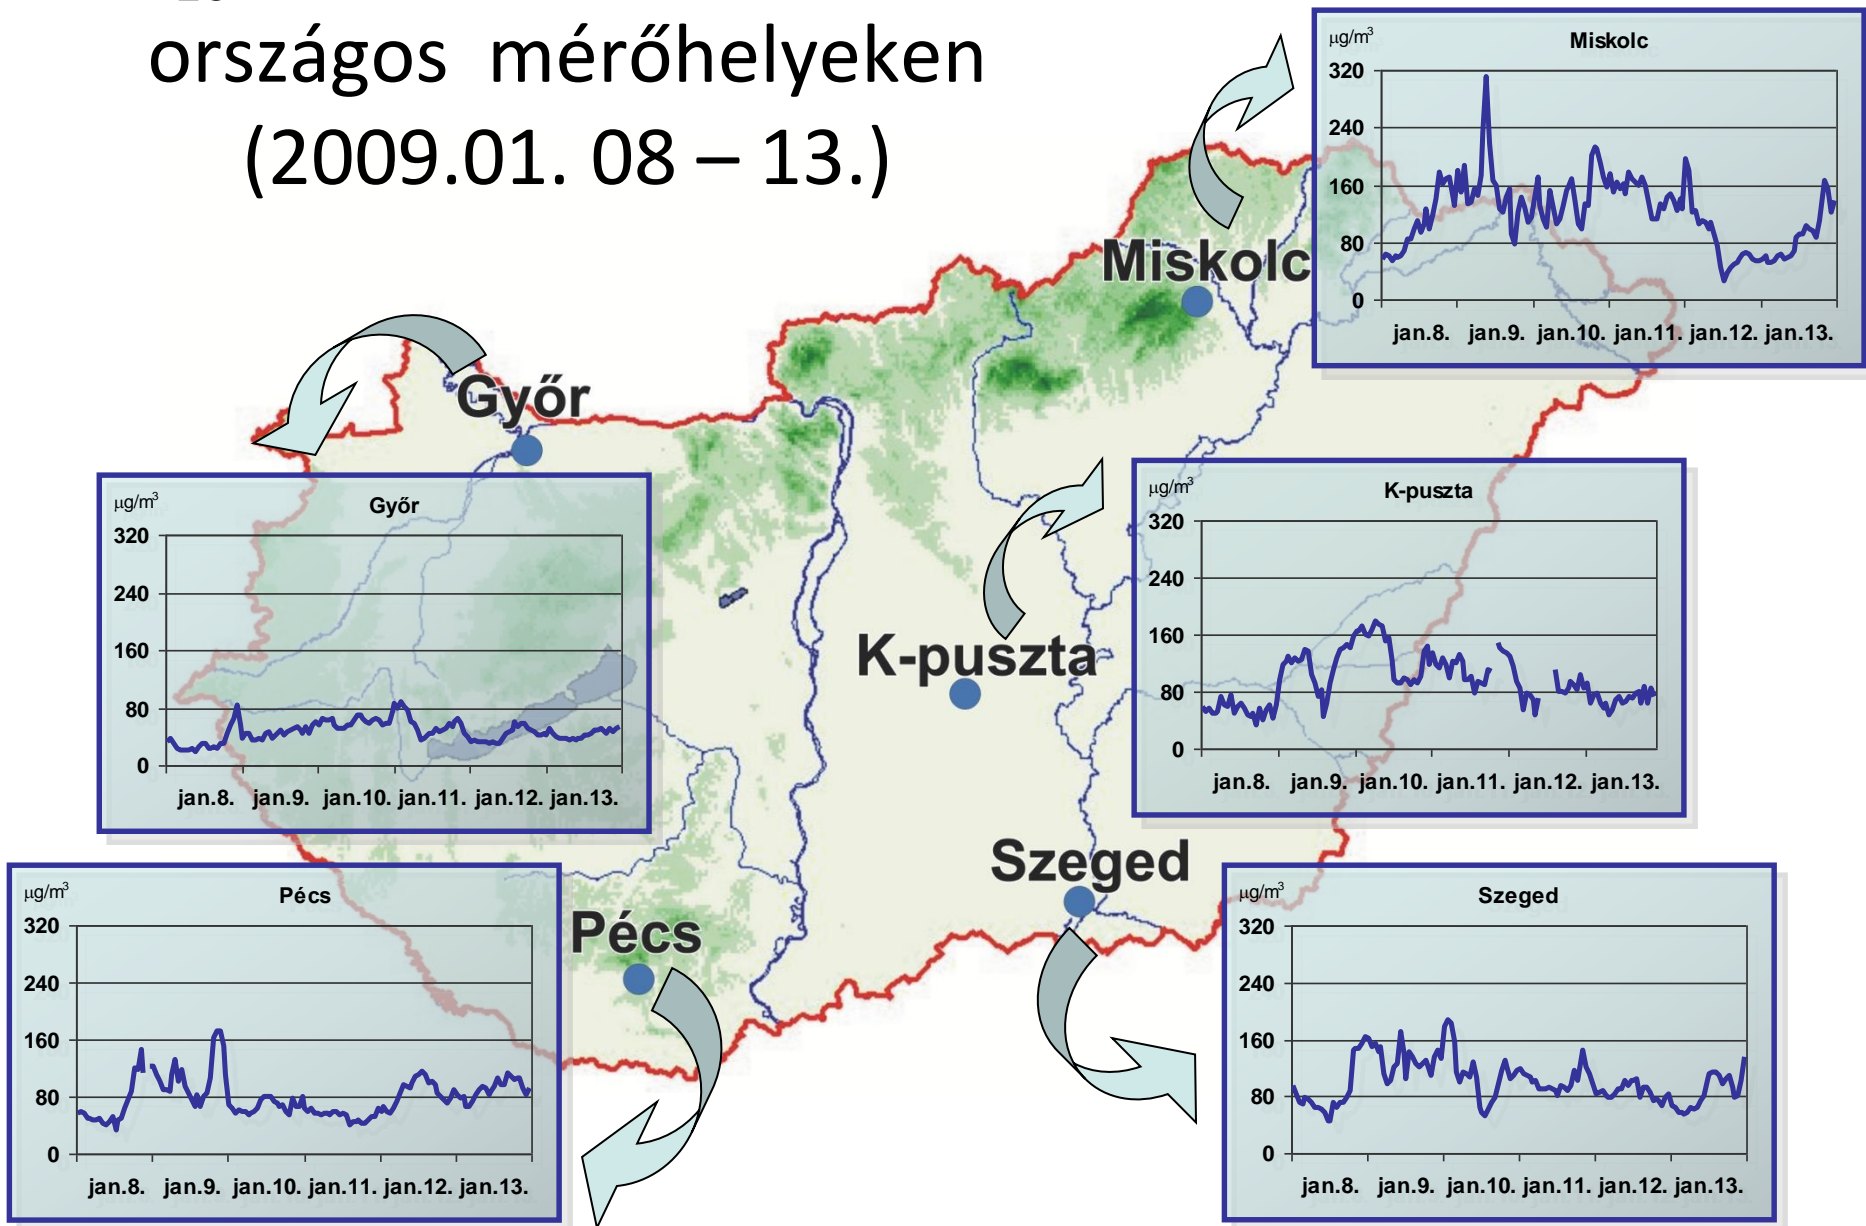 országos mérőhelyeken
(2009.01. 08 – 13.)
Miskolc
Győr
K-puszta
Szeged
Pécs
µg/m³
Miskolc
320
240
160
80
0
jan.8. jan.9. jan.10. jan.11. jan.12. jan.13.
µg/m³
Győr
320
240
160
80
0
jan.8. jan.9. jan.10. jan.11. jan.12. jan.13.
µg/m³
K-puszta
320
240
160
80
0
jan.8. jan.9. jan.10. jan.11. jan.12. jan.13.
µg/m³
Pécs
320
240
160
80
0
jan.8. jan.9. jan.10. jan.11. jan.12. jan.13.
µg/m³
Szeged
320
240
160
80
0
jan.8. jan.9. jan.10. jan.11. jan.12. jan.13.